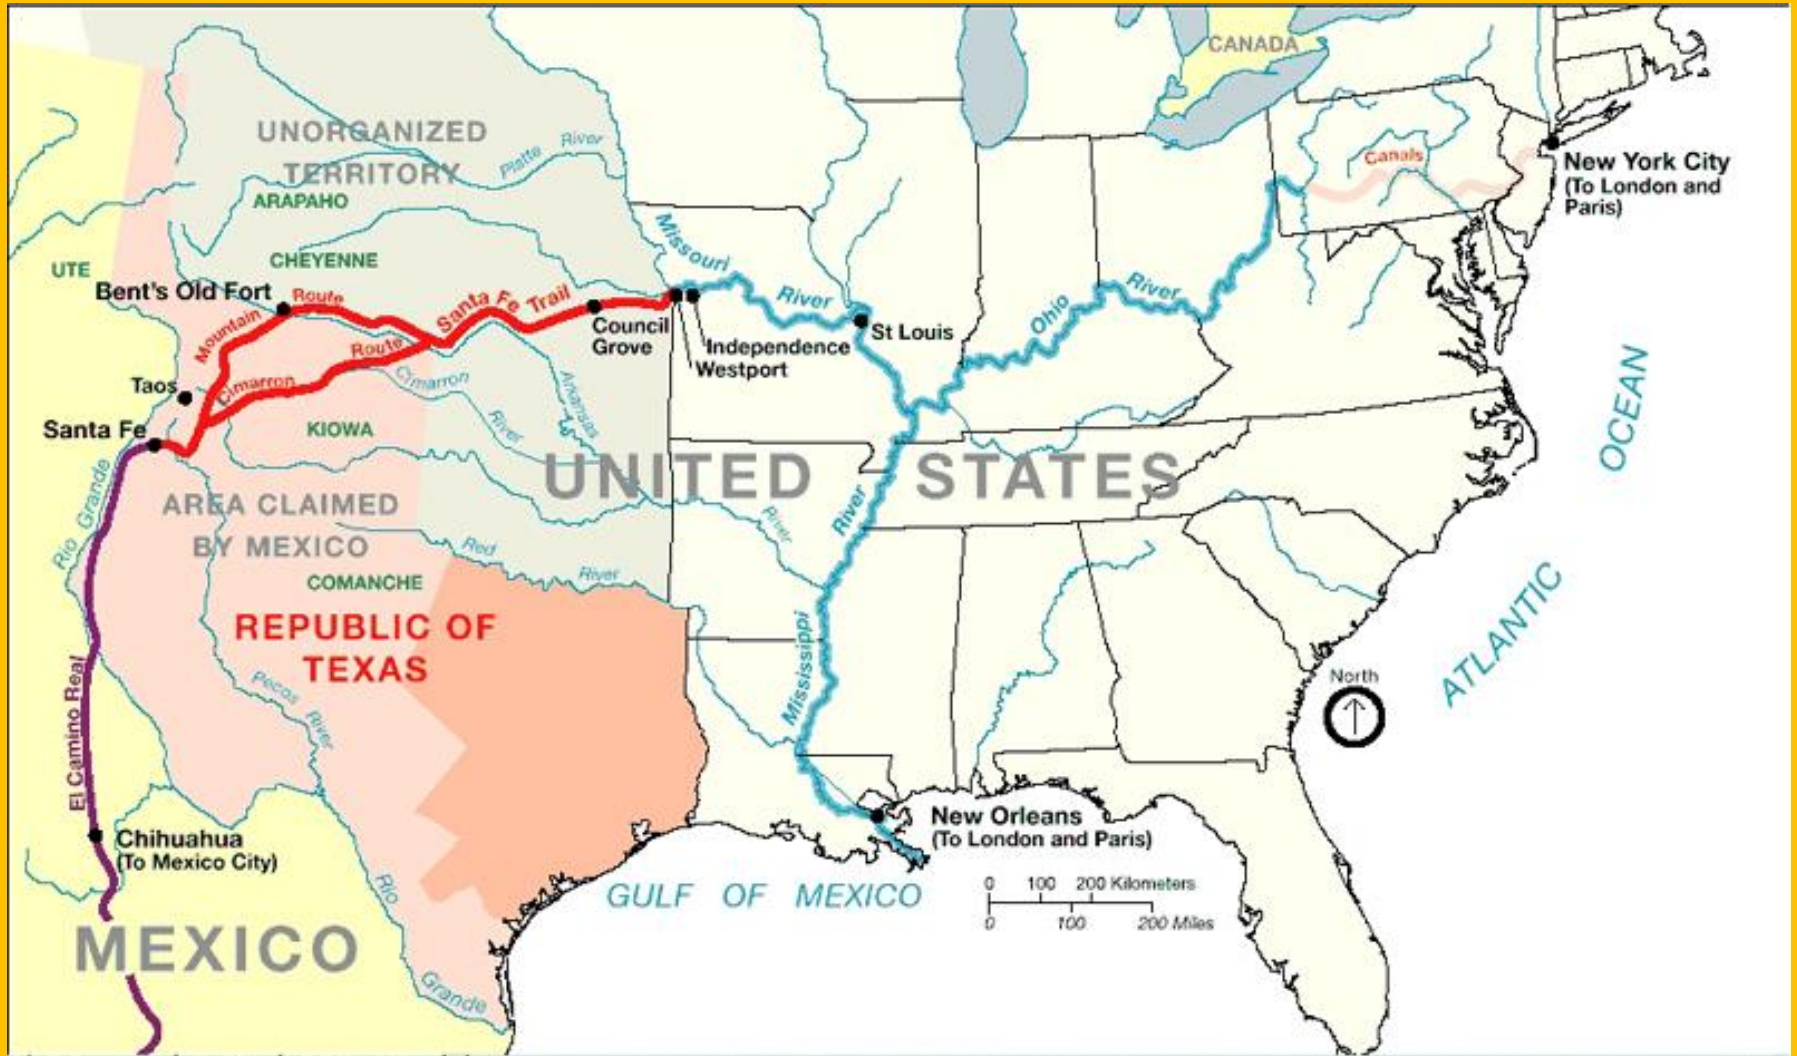 CANADA
UNORGANIZED
TERRITORY
Platte River
ARAPAHO
Canals
New York City
(To London and
Paris)
UTE
CHEYENNE
Missouri
River
Bent's Old Fort
Route
Mountain
Santa Fe Trail
Council
Grove
Independence
Westport
St Louis
Ohio
River
Route
Cimarron
Cimarron
River
Arkansas
River
Taos
Santa Fe
KIOWA
UNITED STATES
OCEAN
ATLANTIC
Rio Grande
AREA CLAIMED
BY MEXICO
Red
River
COMANCHE
REPUBLIC OF
TEXAS
River
Mississippi
Pecos River
El Camino Real
North
Chihuahua
(To Mexico City)
New Orleans
(To London and Paris)
GULF OF MEXICO
0 100 200 Kilometers
0 100 200 Miles
Rio
Grande
MEXICO